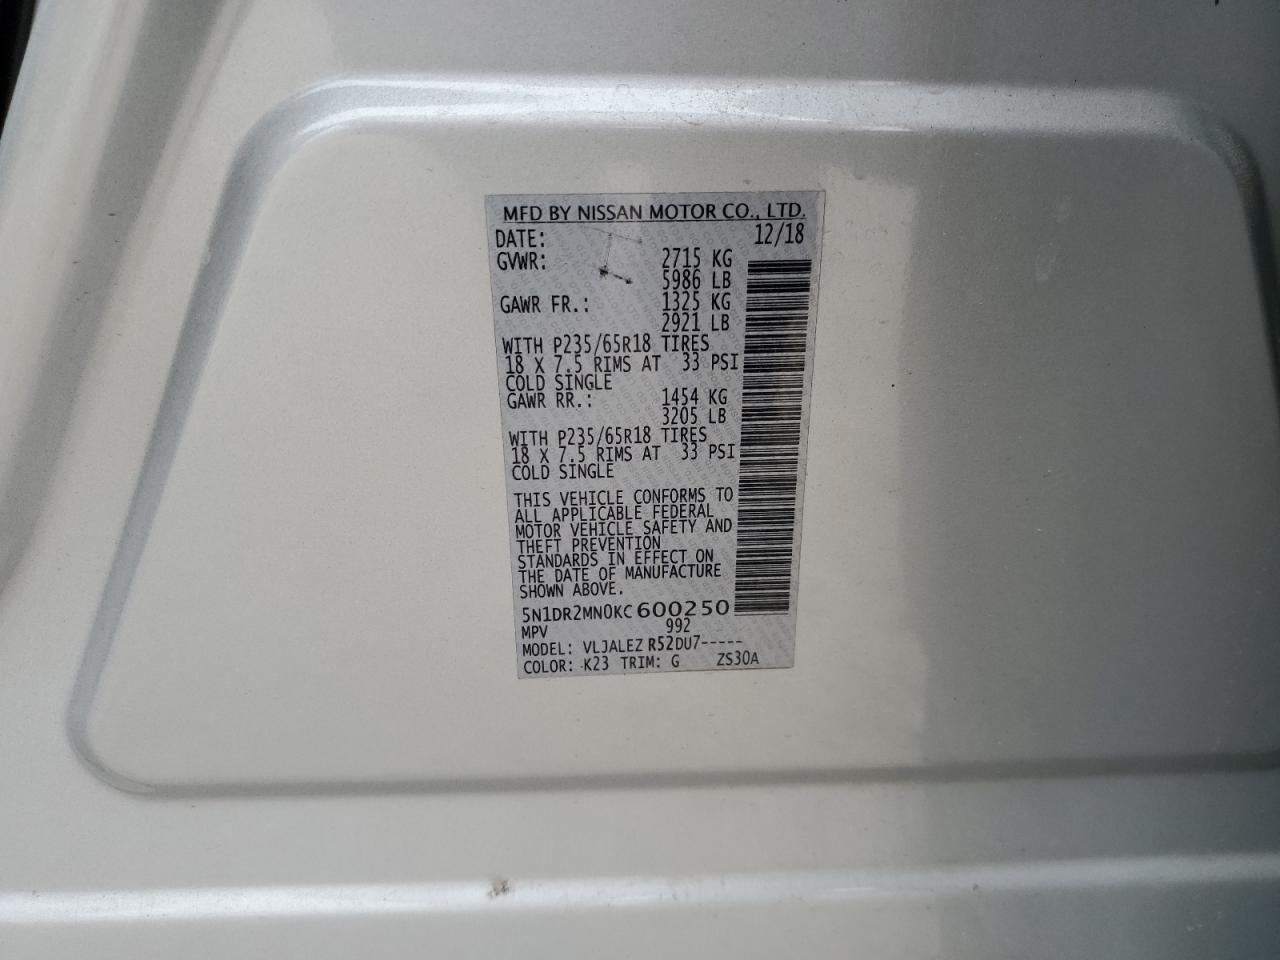 MFD BY NISSAN MOTOR CO., LTD.
DATE: 12/18
GVWR: 2715 KG
5986 LB
GAWR FR.: 1325 KG
2921 LB
WITH P235/65R18 TIRES
18 X 7.5 RIMS AT 33 PSI
COLD SINGLE
GAWR RR.: 1454 KG
3205 LB
WITH P235/65R18 TIRES
18 X 7.5 RIMS AT 33 PSI
COLD SINGLE
THIS VEHICLE CONFORMS TO
ALL APPLICABLE FEDERAL
MOTOR VEHICLE SAFETY AND
THEFT PREVENTION
STANDARDS IN EFFECT ON
THE DATE OF MANUFACTURE
SHOWN ABOVE.
5N1DR2MN0KC600250
MPV 992
MODEL: VLJALEZ R52DU7-----
COLOR: K23 TRIM: G ZS30A